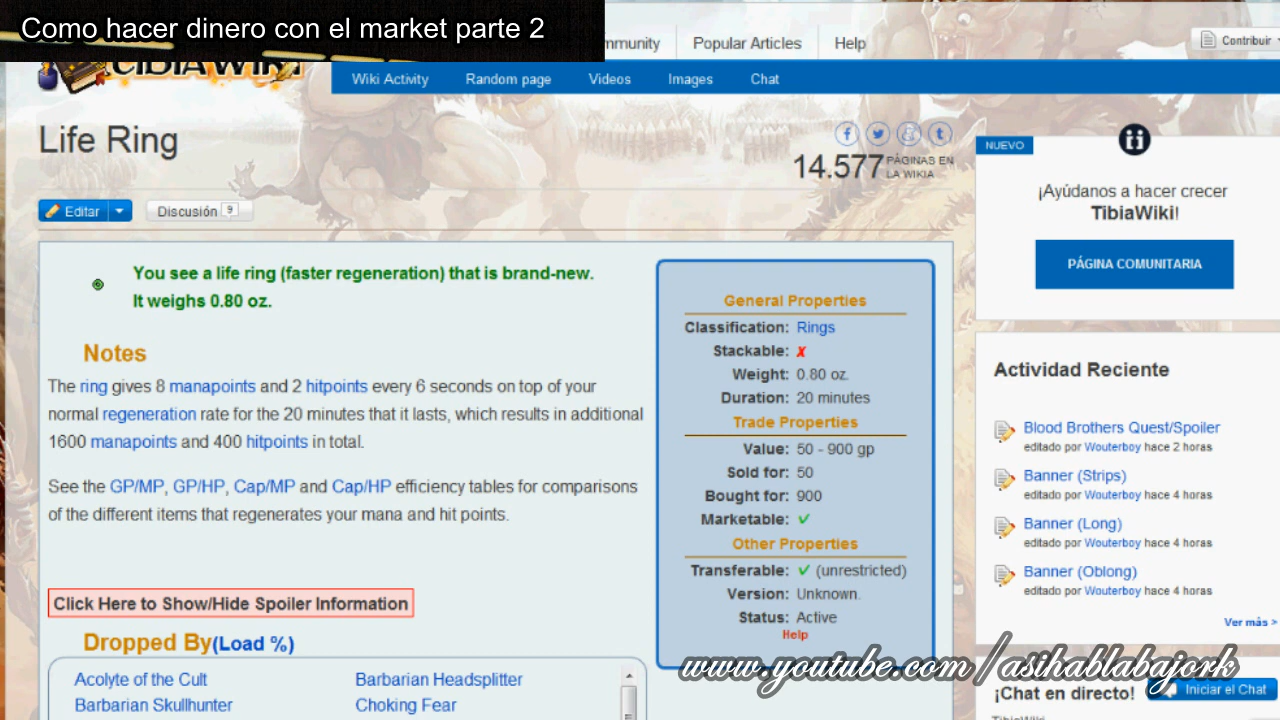 Como hacer dinero con el market parte 2
mmunity
Popular Articles
Help
Contribuir
TIBIAWIKI
Wiki Activity
Random page
Videos
Images
Chat
Life Ring
14.577 PÁGINAS EN
LA WIKIA
Editar
Discusión 9
You see a life ring (faster regeneration) that is brand-new.
It weighs 0.80 oz.
Notes
The ring gives 8 manapoints and 2 hitpoints every 6 seconds on top of your
normal regeneration rate for the 20 minutes that it lasts, which results in additional
1600 manapoints and 400 hitpoints in total.
See the GP/MP, GP/HP, Cap/MP and Cap/HP efficiency tables for comparisons
of the different items that regenerates your mana and hit points.
Click Here to Show/Hide Spoiler Information
Dropped By(Load %)
Acolyte of the Cult
Barbarian Headsplitter
Barbarian Skullhunter
Choking Fear
General Properties
Classification: Rings
Stackable: ✗
Weight: 0.80 oz.
Duration: 20 minutes
Trade Properties
Value: 50 - 900 gp
Sold for: 50
Bought for: 900
Marketable: ✓
Other Properties
Transferable: ✓ (unrestricted)
Version: Unknown.
Status: Active
Help
NUEVO
¡Ayúdanos a hacer crecer
TibiaWiki!
PÁGINA COMUNITARIA
Actividad Reciente
Blood Brothers Quest/Spoiler
editado por Wouterboy hace 2 horas
Banner (Strips)
editado por Wouterboy hace 4 horas
Banner (Long)
editado por Wouterboy hace 4 horas
Banner (Oblong)
editado por Wouterboy hace 4 horas
Ver más >
www.youtube.com/asihablabajork
¡Chat en directo!
Iniciar el Chat
TibiaWiki